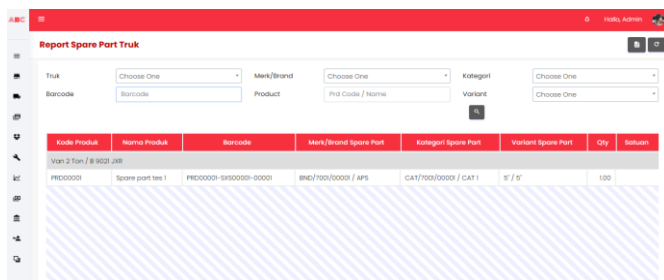 ABC
Hallo, Admin
Report Spare Part Truk
Truk Choose One Merk/Brand Choose One Kategori Choose One
Barcode Barcode Product Prd Code / Name Variant Choose One
Kode Produk Nama Produk Barcode Merk/Brand Spare Part Kategori Spare Part Variant Spare Part Qty Satuan
Van 2 Ton / B 9021 JXR
PRD00001 Spare part tes 1 PRD00001-SXS00001-00001 BND/7001/00001 / APS CAT/7001/00001 / CAT 1 5" / 5" 1.00